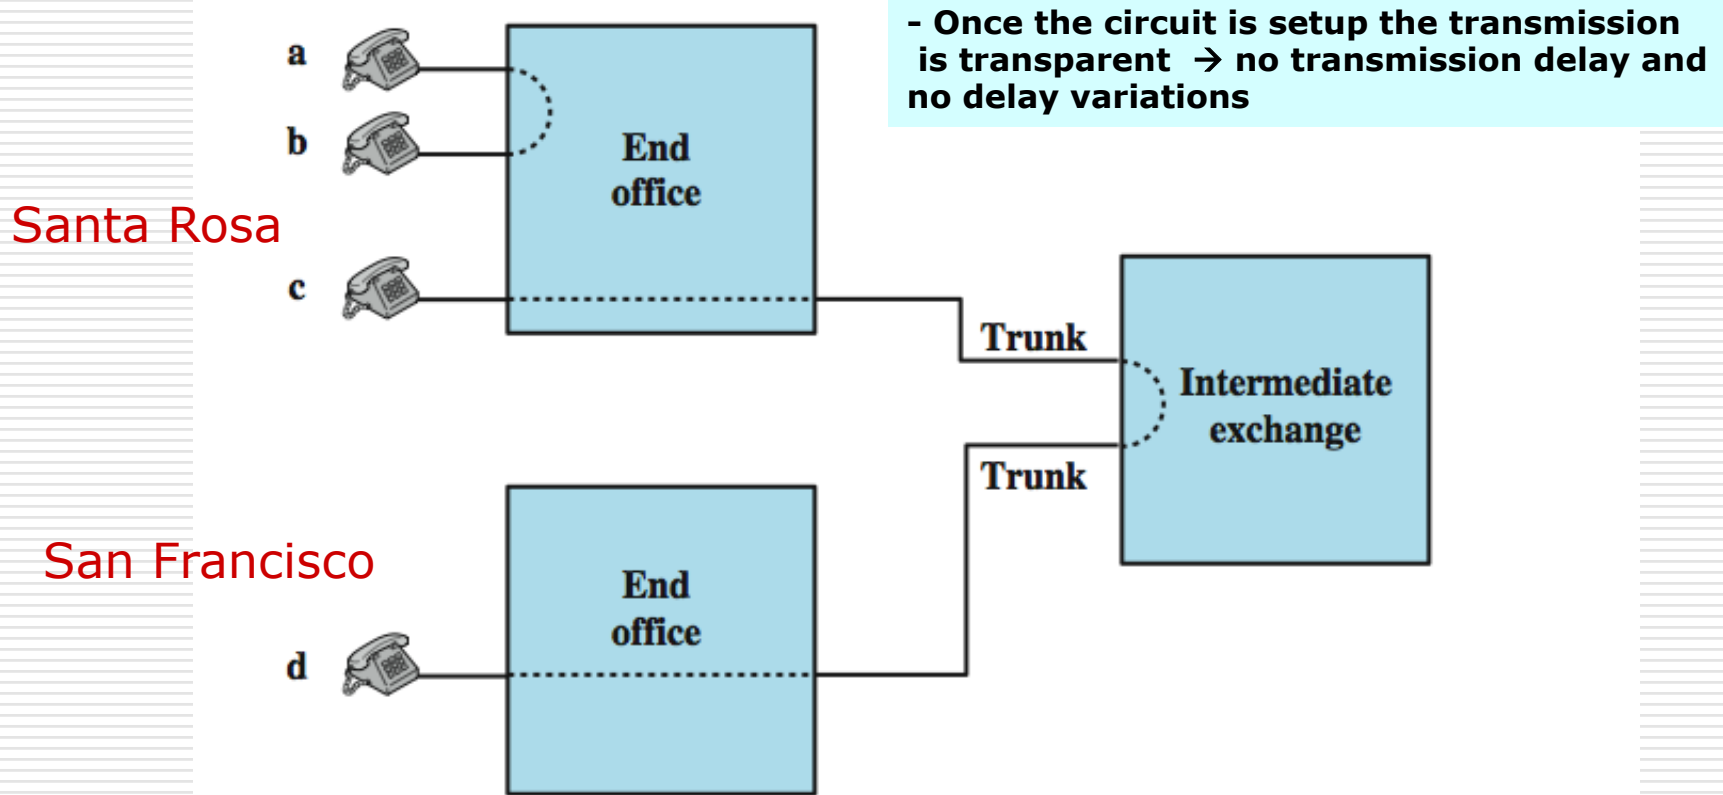 - Once the circuit is setup the transmission
is transparent → no transmission delay and
no delay variations
a
b
End
office
Santa Rosa
c
Trunk
Intermediate
exchange
Trunk
San Francisco
End
office
d